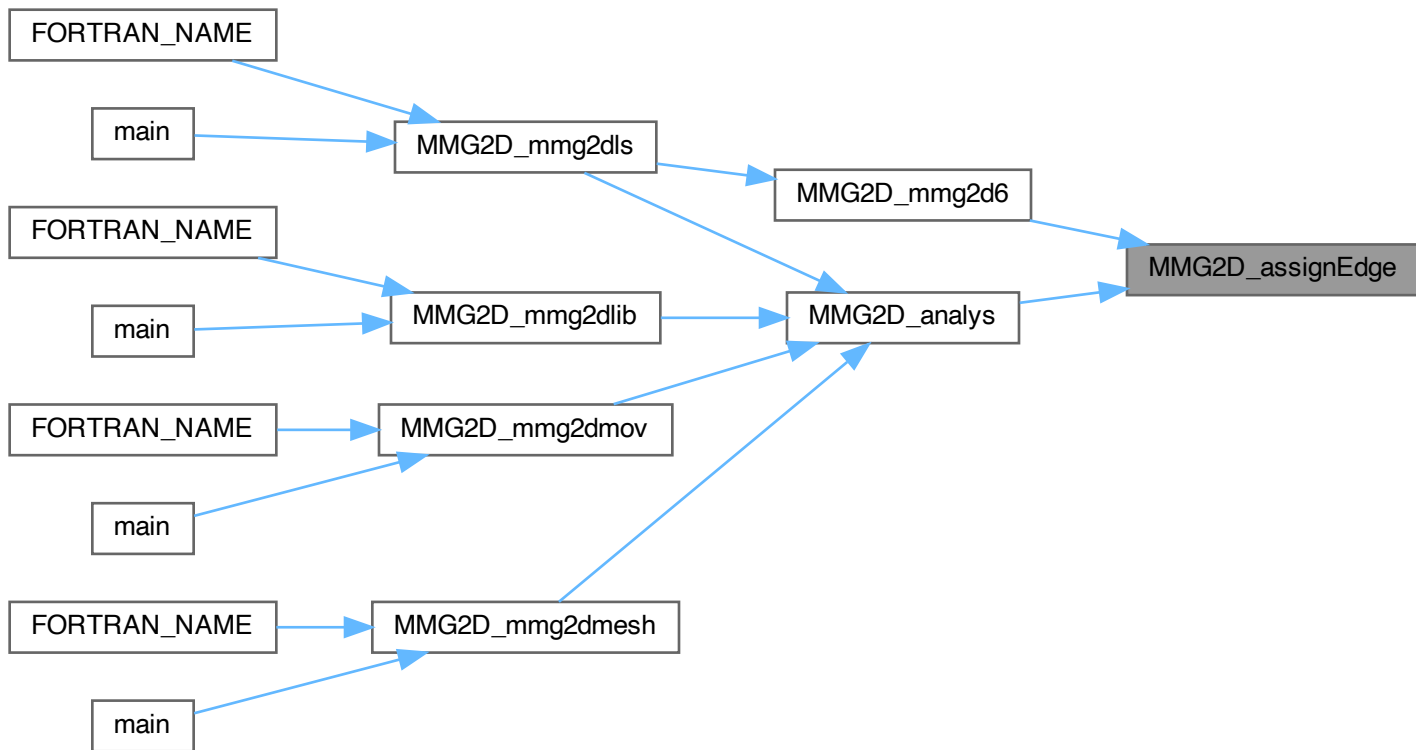 FORTRAN_NAME
main
MMG2D_mmg2dls
MMG2D_mmg2d6
FORTRAN_NAME
MMG2D_assignEdge
main
MMG2D_mmg2dlib
MMG2D_analys
FORTRAN_NAME
MMG2D_mmg2dmov
main
FORTRAN_NAME
MMG2D_mmg2dmesh
main